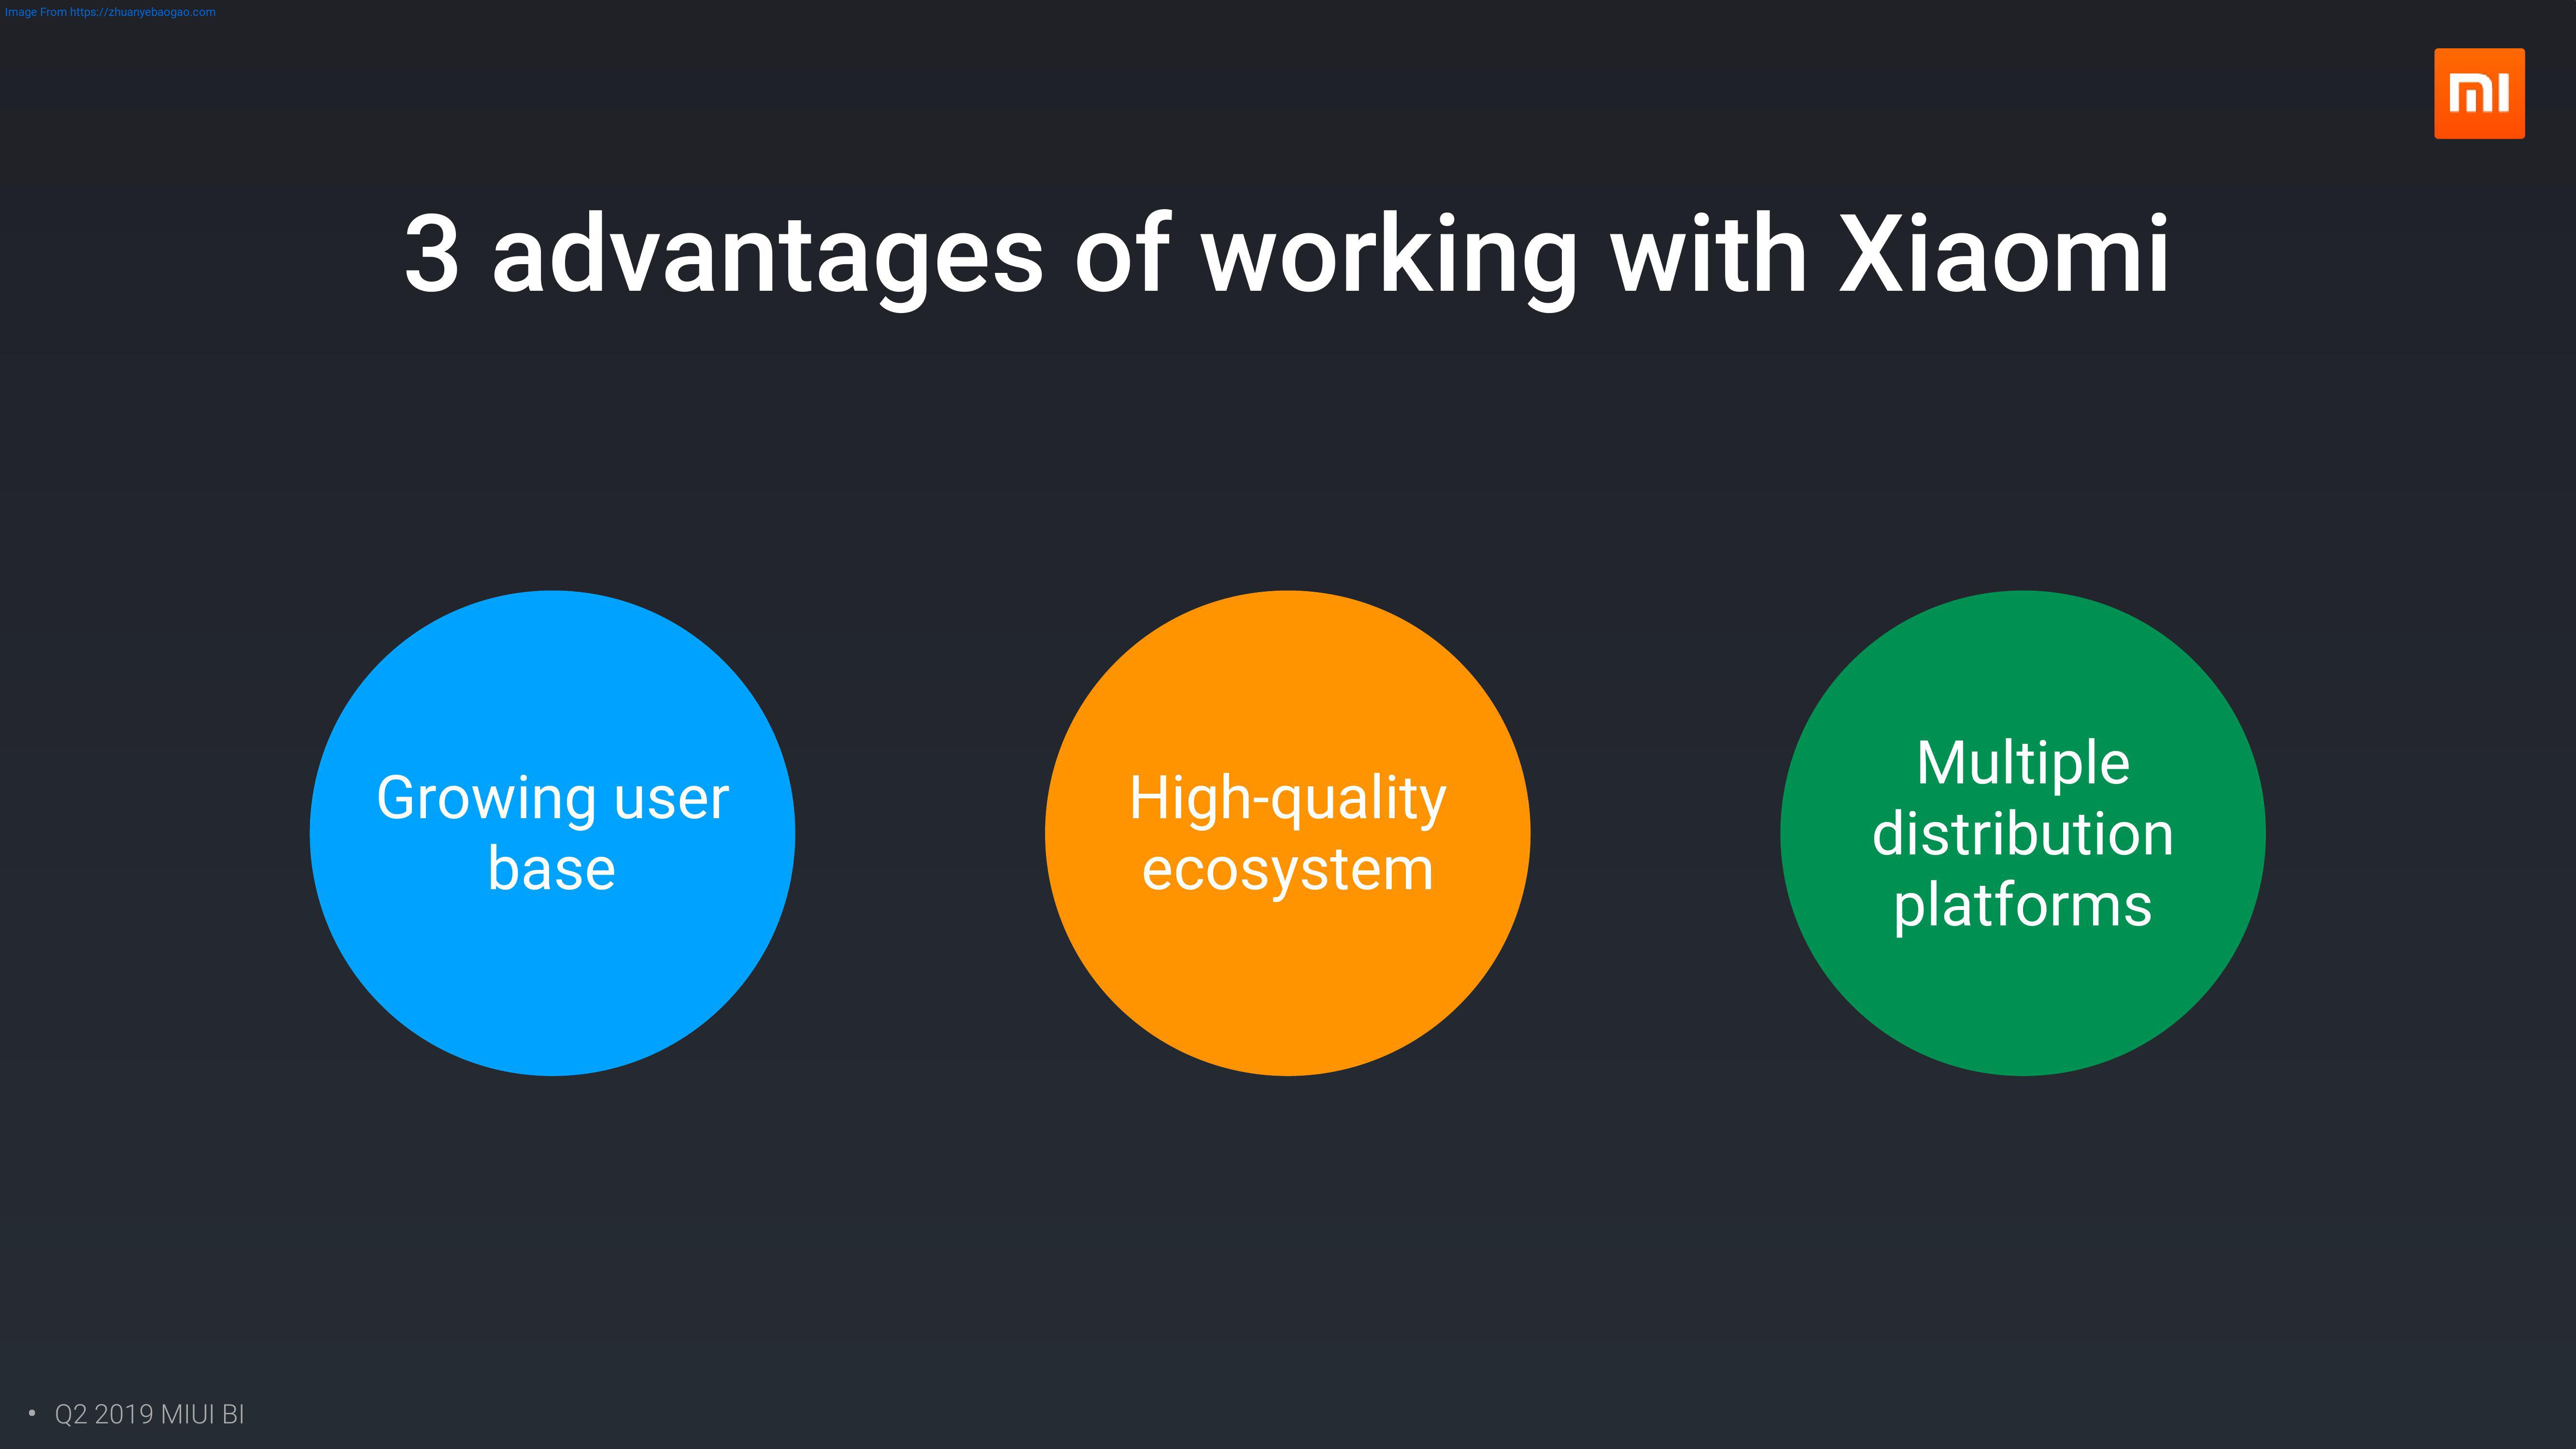 Image From https://zhuanyebaogao.com
mi
3 advantages of working with Xiaomi
Growing user
base
High-quality
ecosystem
Multiple
distribution
platforms
• Q2 2019 MIUI BI